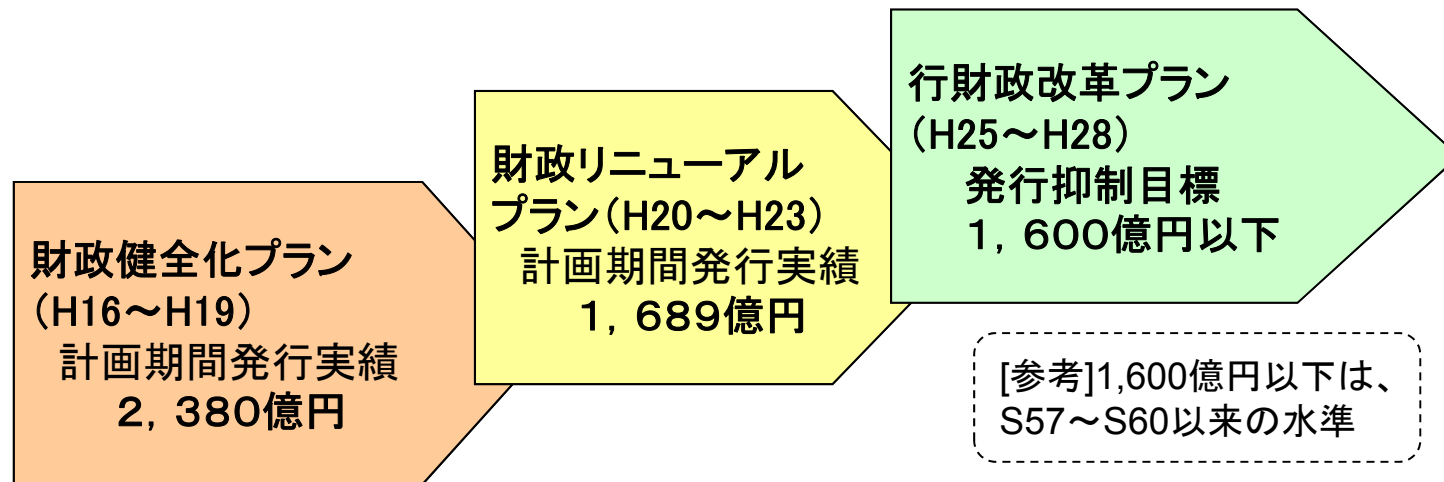 財政健全化プラン
（H16～H19）
計画期間発行実績
２，３８０億円
財政リニューアル
プラン（H20～H23）
計画期間発行実績
１，６８９億円
行財政改革プラン
（H25～H28）
発行抑制目標
１，６００億円以下
[参考]1,600億円以下は、
S57～S60以来の水準